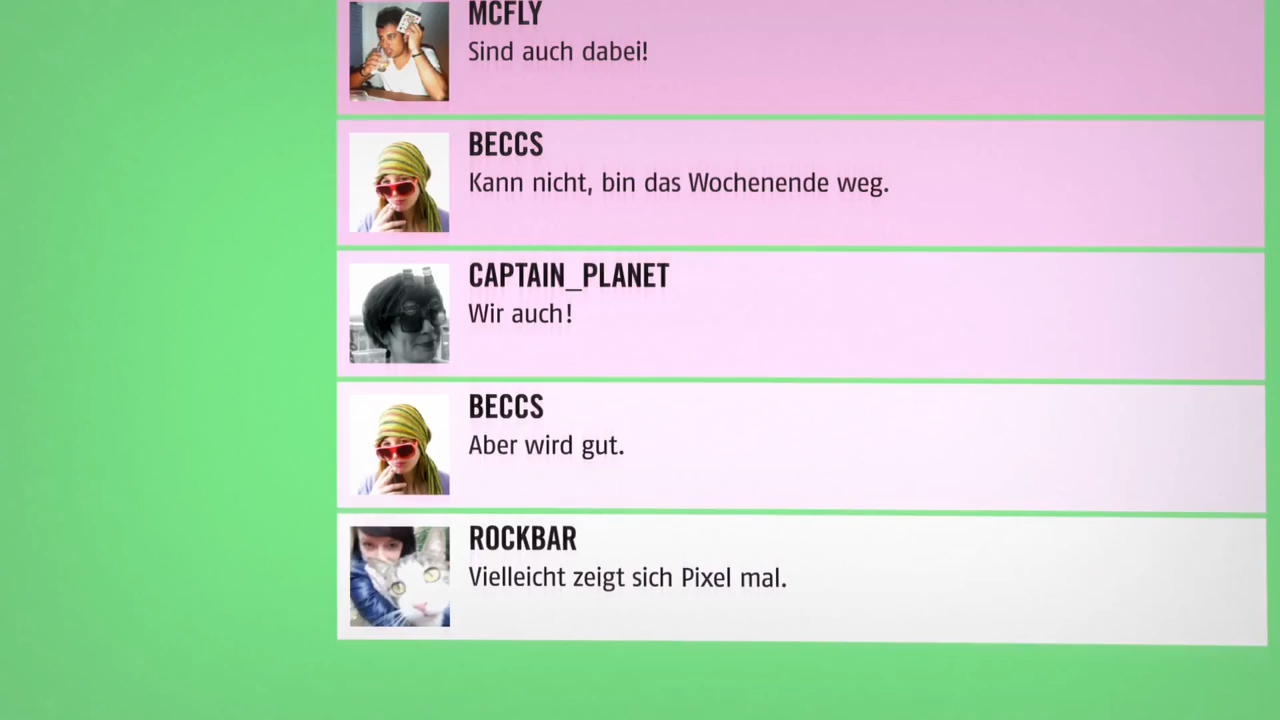 MCFLY
Sind auch dabei!
BECCS
Kann nicht, bin das Wochenende weg.
CAPTAIN_PLANET
Wir auch!
BECCS
Aber wird gut.
ROCKBAR
Vielleicht zeigt sich Pixel mal.